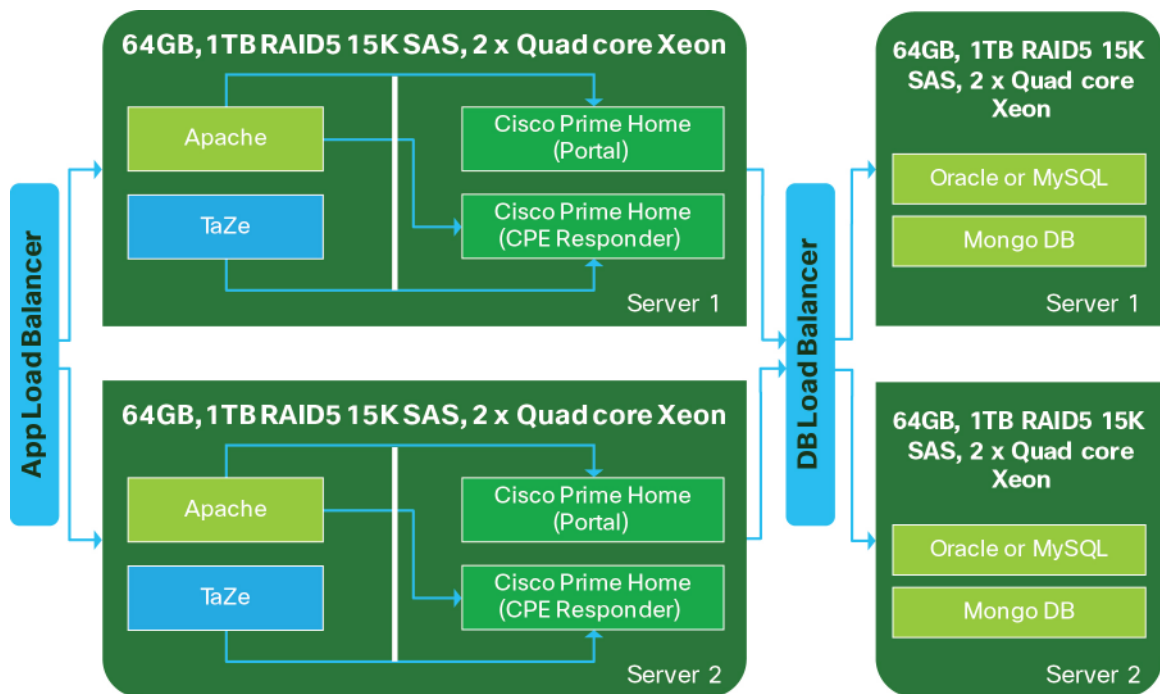 App Load Balancer
64GB, 1TB RAID5 15K SAS, 2 x Quad core Xeon
Apache
TaZe
Cisco Prime Home
(Portal)
Cisco Prime Home
(CPE Responder)
Server 1
64GB, 1TB RAID5 15K SAS, 2 x Quad core Xeon
Apache
TaZe
Cisco Prime Home
(Portal)
Cisco Prime Home
(CPE Responder)
Server 2
DB Load Balancer
64GB, 1TB RAID5 15K
SAS, 2 x Quad core
Xeon
Oracle or MySQL
Mongo DB
Server 1
64GB, 1TB RAID5 15K
SAS, 2 x Quad core
Xeon
Oracle or MySQL
Mongo DB
Server 2